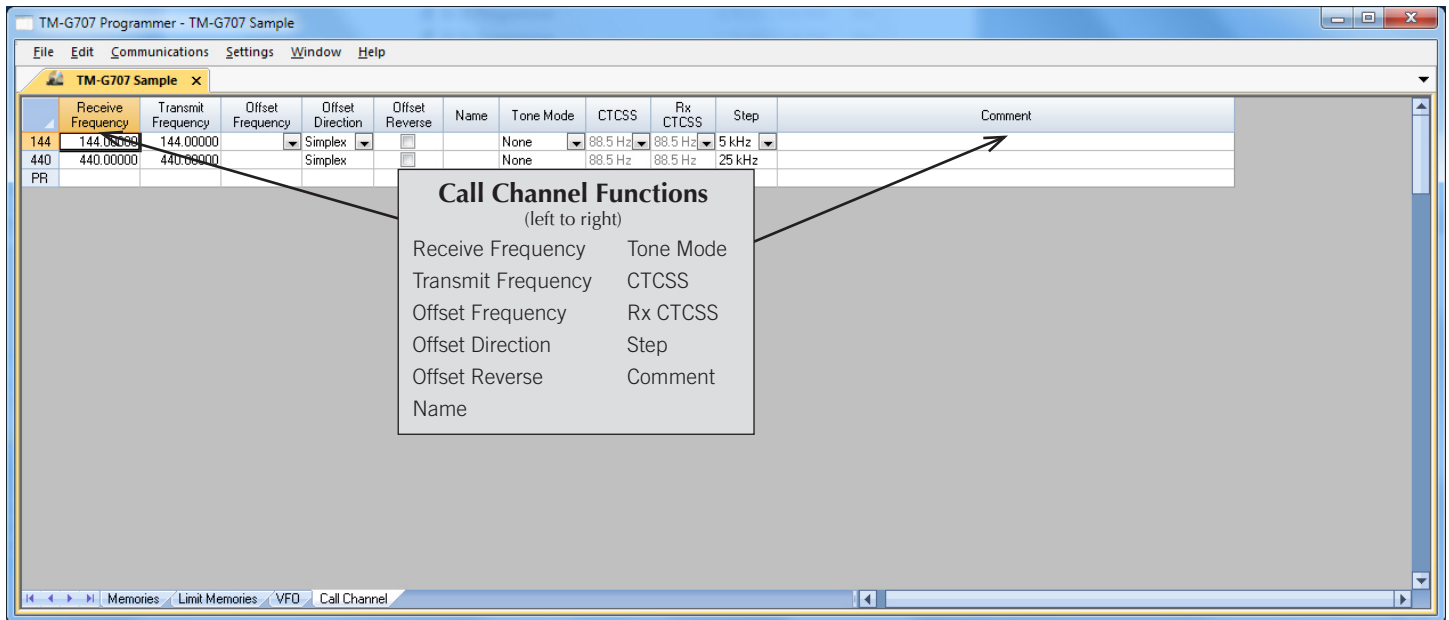 TM-G707 Programmer - TM-G707 Sample
File Edit Communications Settings Window Help
TM-G707 Sample X
Receive Frequency Transmit Frequency Offset Frequency Offset Direction Offset Reverse Name Tone Mode CTCSS Rx CTCSS Step Comment
144 144.00000 144.00000 Simplex None 88.5 Hz 88.5 Hz 5 kHz
440 440.00000 440.00000 Simplex None 88.5 Hz 88.5 Hz 25 kHz
PR
Call Channel Functions
(left to right)
Receive Frequency Tone Mode
Transmit Frequency CTCSS
Offset Frequency Rx CTCSS
Offset Direction Step
Offset Reverse Comment
Name
Memories Limit Memories VFO Call Channel